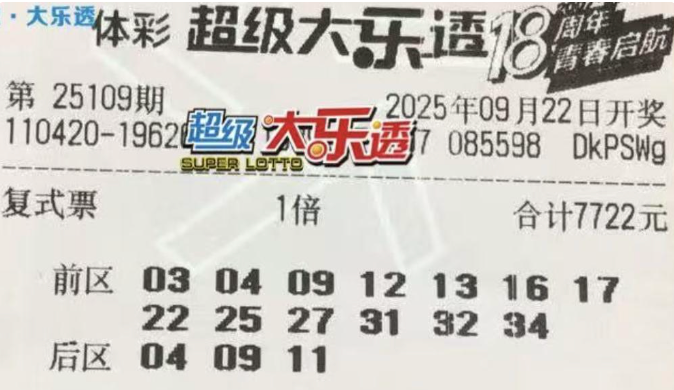 ·大乐透
体彩 超级大乐透 18周年 青春启航
第 25109期 2025年09月22日开奖
110420-1962 7 085598 DkPSWg
超级大乐透
SUPER LOTTO
复式票 1倍 合计7722元
前区 03 04 09 12 13 16 17
22 25 27 31 32 34
后区 04 09 11